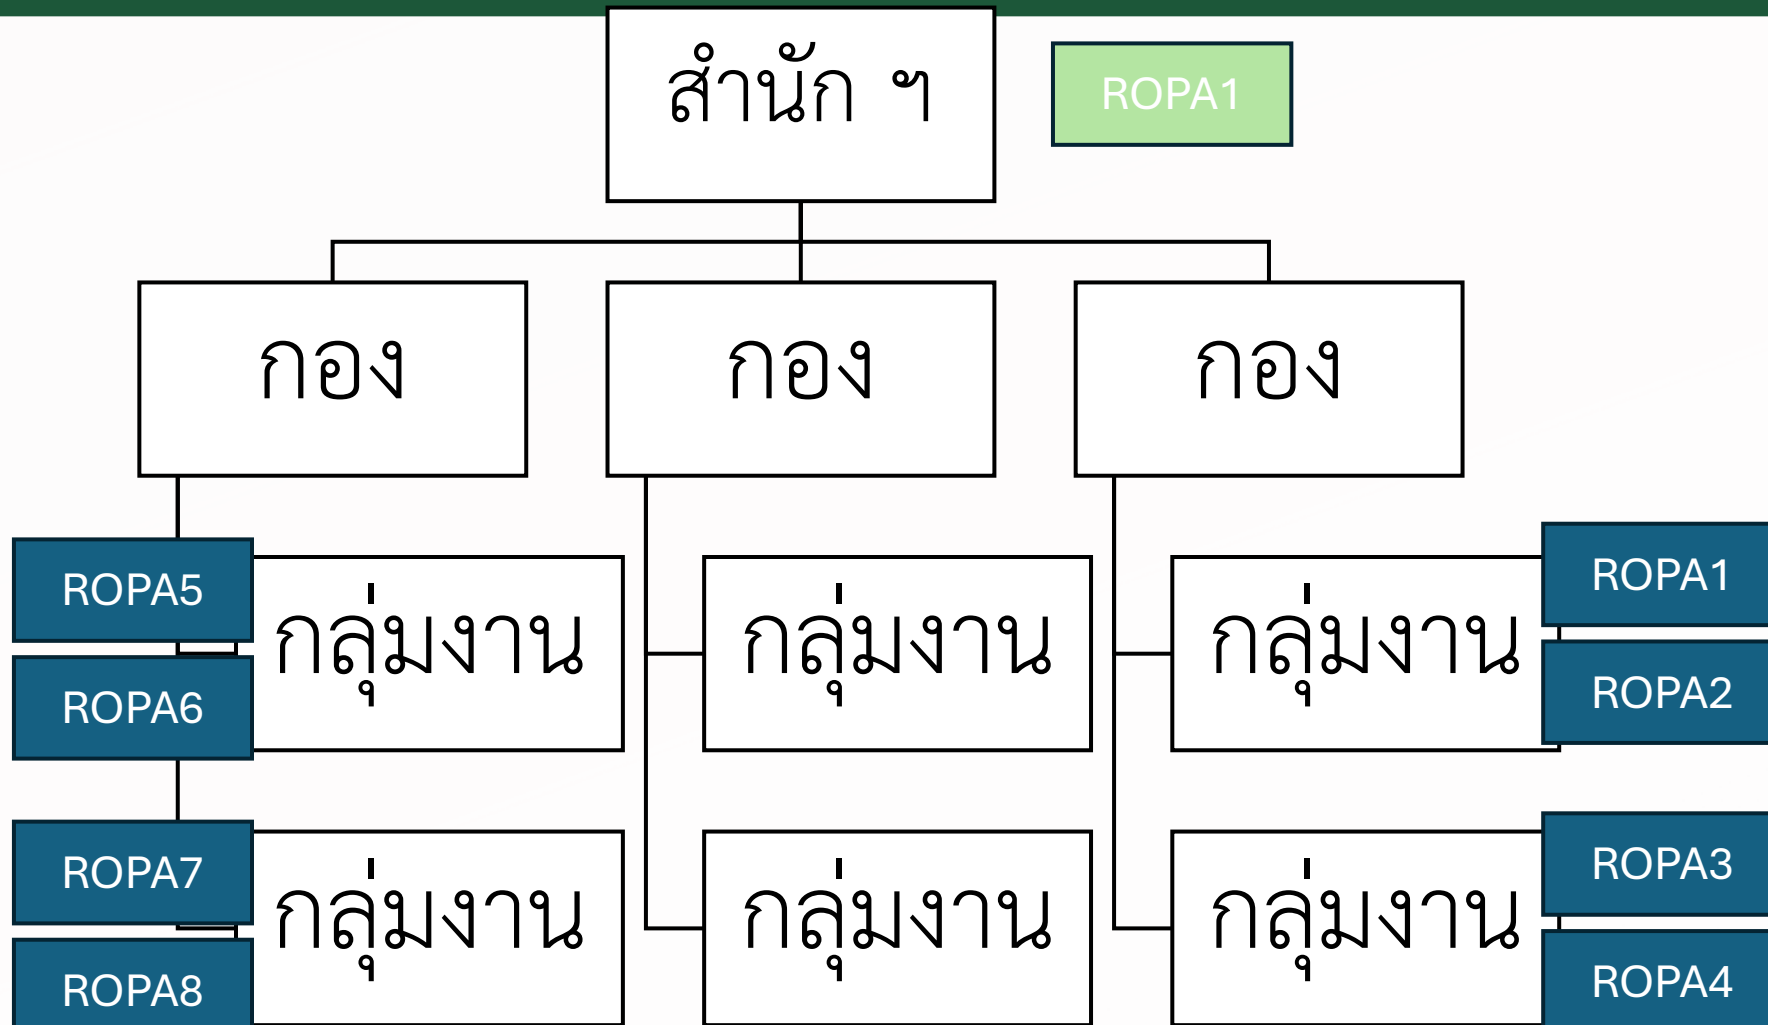 สำนัก ฯ
ROPA1
กอง
กอง
กอง
ROPA5
ROPA6
กลุ่มงาน
กลุ่มงาน
กลุ่มงาน
ROPA1
ROPA2
ROPA7
ROPA8
กลุ่มงาน
กลุ่มงาน
กลุ่มงาน
ROPA3
ROPA4